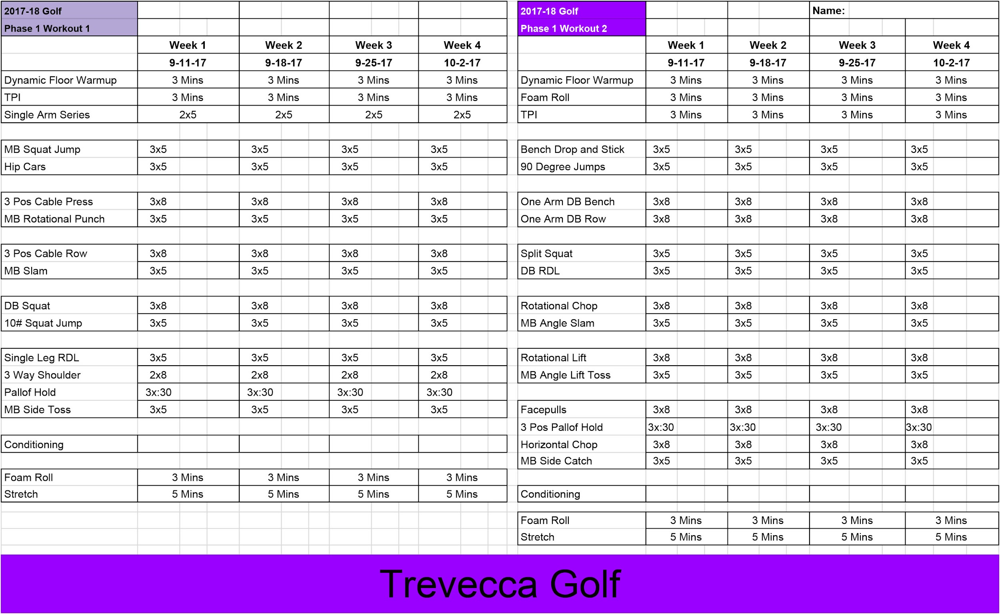 2017-18 Golf
Phase 1 Workout 1
Week 1 Week 2 Week 3 Week 4
9-11-17 9-18-17 9-25-17 10-2-17
Dynamic Floor Warmup 3 Mins 3 Mins 3 Mins 3 Mins
TPI 3 Mins 3 Mins 3 Mins 3 Mins
Single Arm Series 2x5 2x5 2x5 2x5
MB Squat Jump 3x5 3x5 3x5 3x5
Hip Cars 3x5 3x5 3x5 3x5
3 Pos Cable Press 3x8 3x8 3x8 3x8
MB Rotational Punch 3x5 3x5 3x5 3x5
3 Pos Cable Row 3x8 3x8 3x8 3x8
MB Slam 3x5 3x5 3x5 3x5
DB Squat 3x8 3x8 3x8 3x8
10# Squat Jump 3x5 3x5 3x5 3x5
Single Leg RDL 3x5 3x5 3x5 3x5
3 Way Shoulder 2x8 2x8 2x8 2x8
Pallof Hold 3x:30 3x:30 3x:30 3x:30
MB Side Toss 3x5 3x5 3x5 3x5
Conditioning
Foam Roll 3 Mins 3 Mins 3 Mins 3 Mins
Stretch 5 Mins 5 Mins 5 Mins 5 Mins
2017-18 Golf Name:
Phase 1 Workout 2
Week 1 Week 2 Week 3 Week 4
9-11-17 9-18-17 9-25-17 10-2-17
Dynamic Floor Warmup 3 Mins 3 Mins 3 Mins 3 Mins
Foam Roll 3 Mins 3 Mins 3 Mins 3 Mins
TPI 3 Mins 3 Mins 3 Mins 3 Mins
Bench Drop and Stick 3x5 3x5 3x5 3x5
90 Degree Jumps 3x5 3x5 3x5 3x5
One Arm DB Bench 3x8 3x8 3x8 3x8
One Arm DB Row 3x8 3x8 3x8 3x8
Split Squat 3x5 3x5 3x5 3x5
DB RDL 3x5 3x5 3x5 3x5
Rotational Chop 3x8 3x8 3x8 3x8
MB Angle Slam 3x5 3x5 3x5 3x5
Rotational Lift 3x8 3x8 3x8 3x8
MB Angle Lift Toss 3x5 3x5 3x5 3x5
Facepulls 3x8 3x8 3x8 3x8
3 Pos Pallof Hold 3x:30 3x:30 3x:30 3x:30
Horizontal Chop 3x8 3x8 3x8 3x8
MB Side Catch 3x5 3x5 3x5 3x5
Conditioning
Foam Roll 3 Mins 3 Mins 3 Mins 3 Mins
Stretch 5 Mins 5 Mins 5 Mins 5 Mins
Trevecca Golf